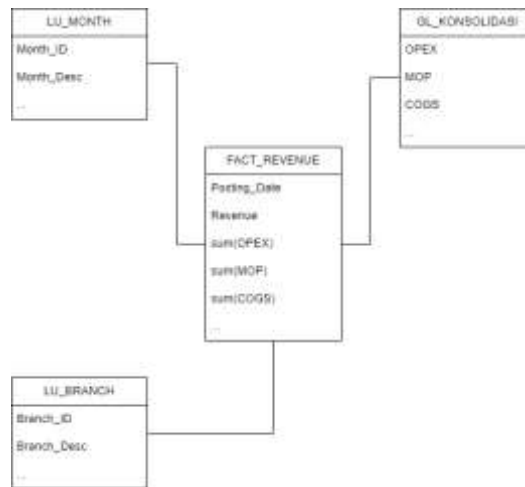 LU_MONTH
Month_ID
Month_Desc
...
GL_KONSOLIDASI
OPEX
MOP
COGS
...
FACT_REVENUE
Posting_Date
Revenue
sum(OPEX)
sum(MOP)
sum(COGS)
...
LU_BRANCH
Branch_ID
Branch_Desc
...